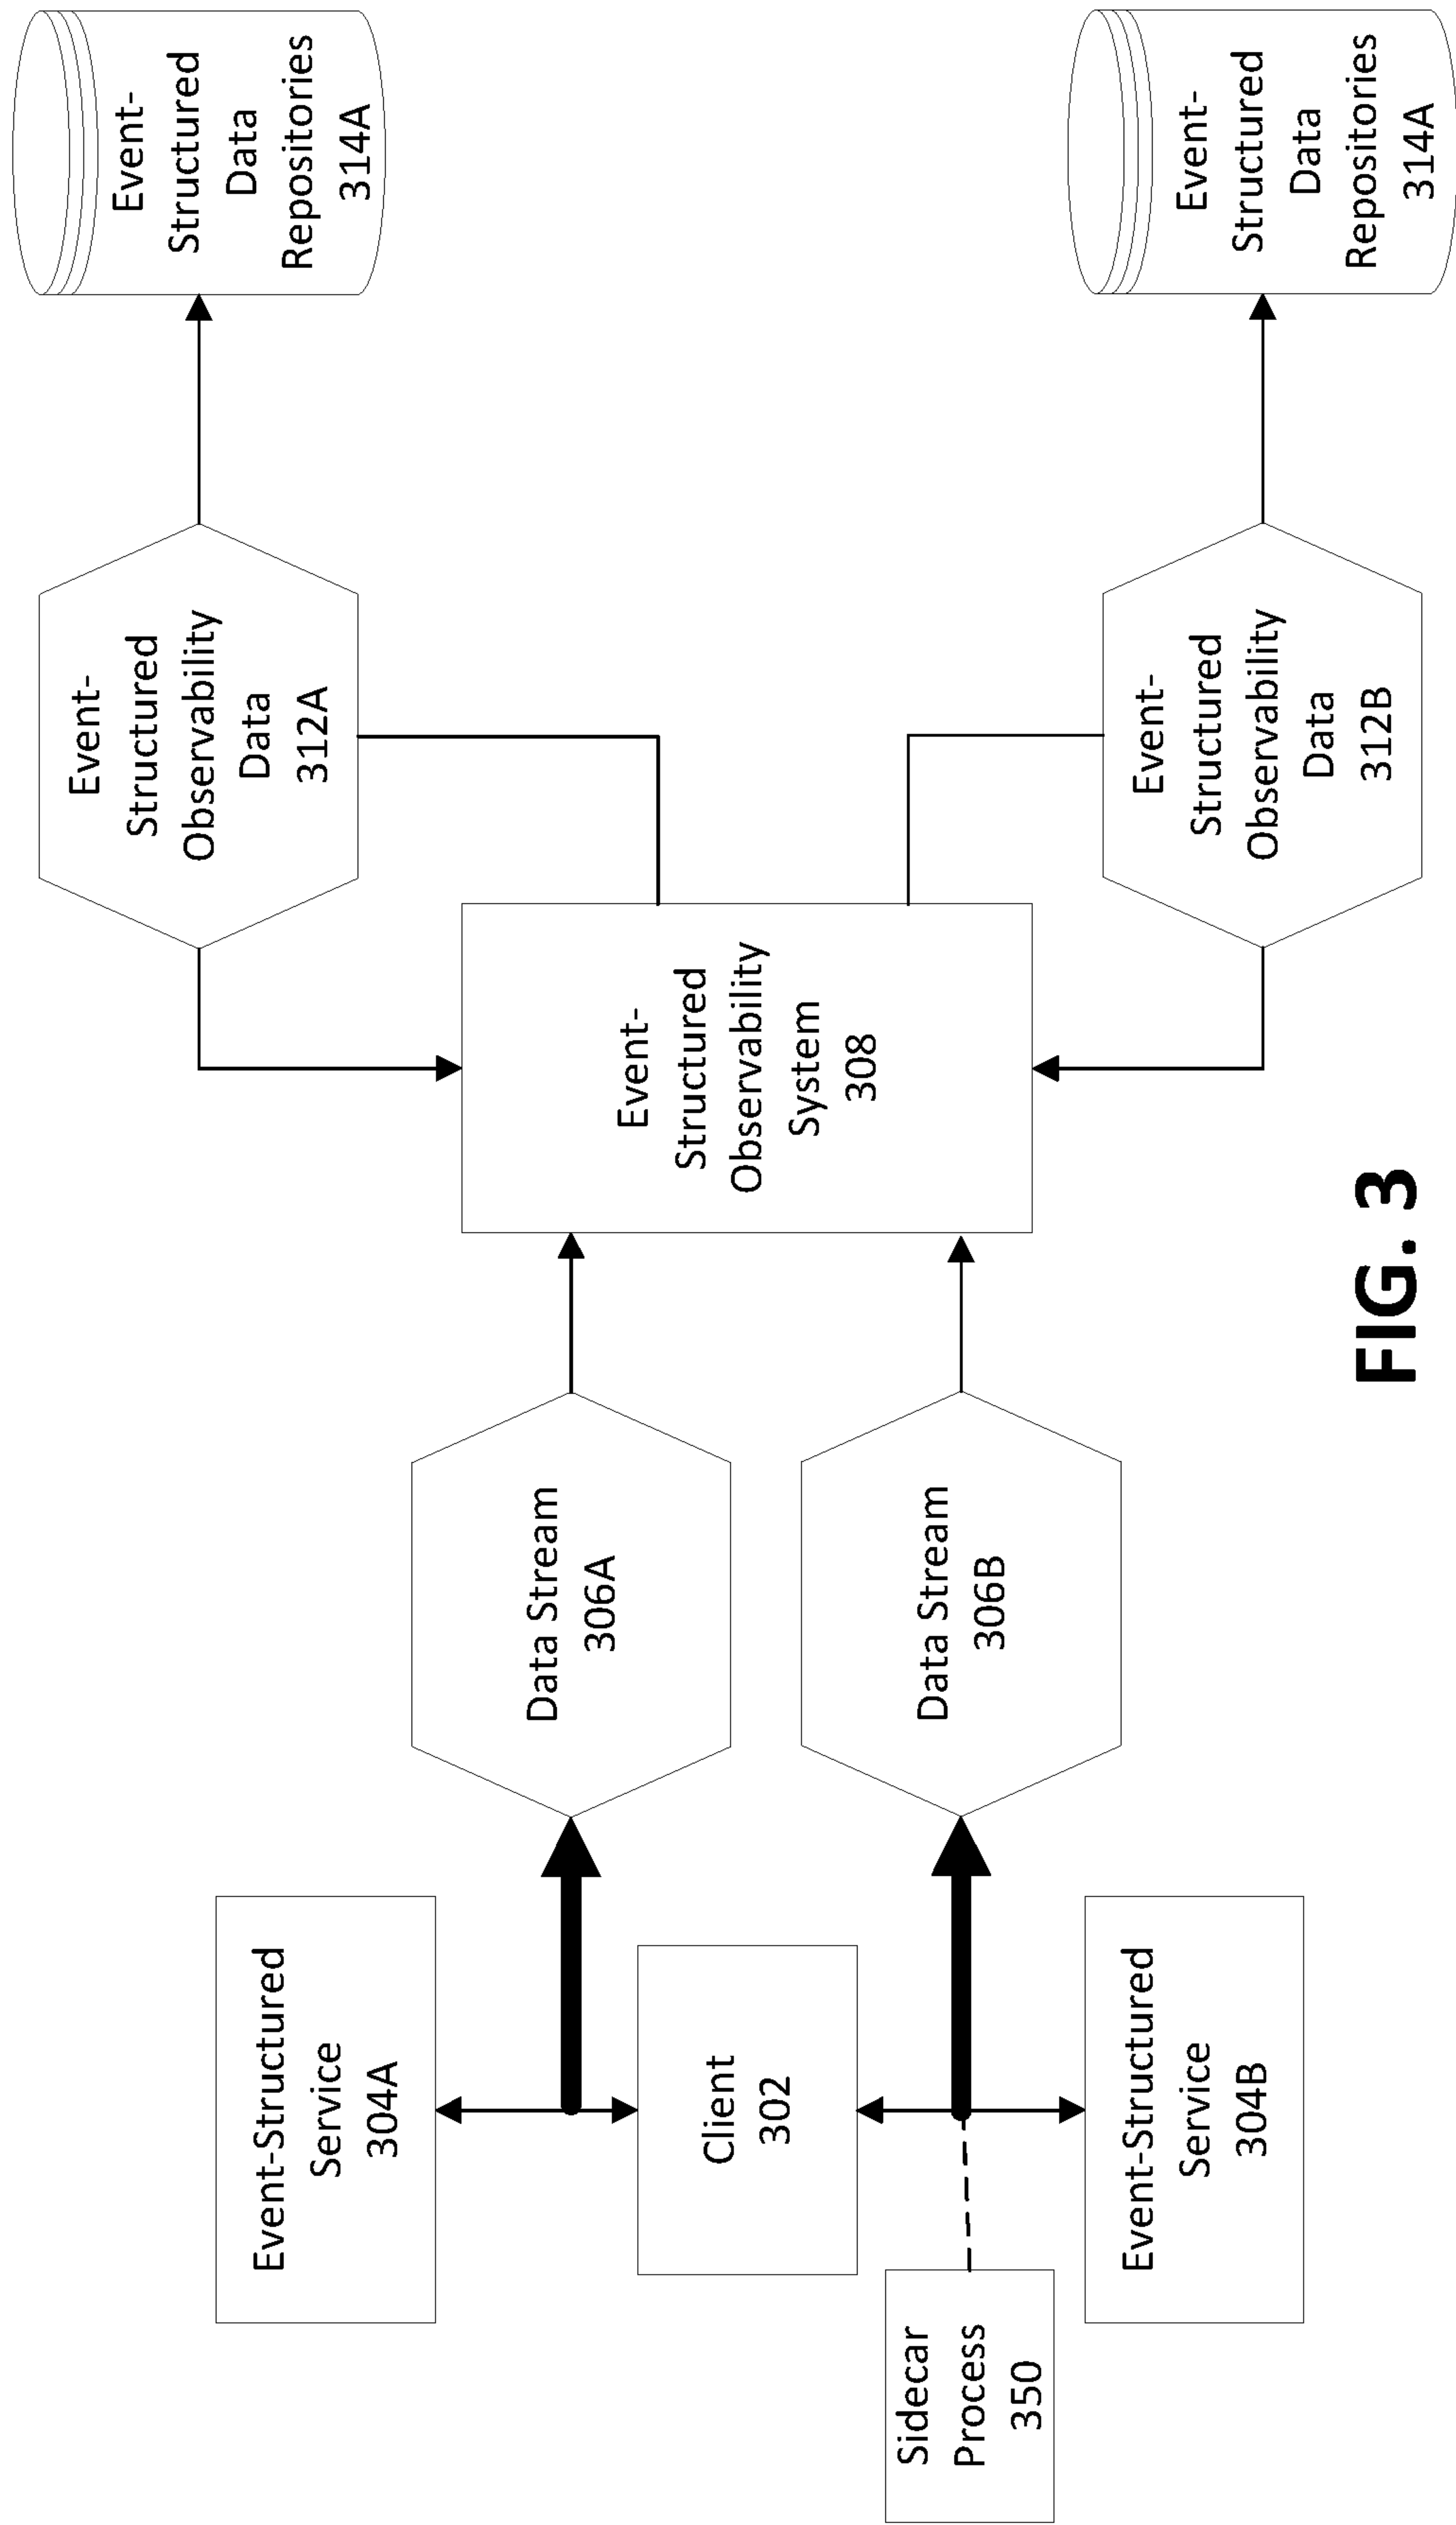 Event-Structured
Service
304A
Client
302
Sidecar
Process
350
Event-Structured
Service
304B
Data Stream
306A
Data Stream
306B
Event-
Structured
Observability
System
308
Event-
Structured
Observability
Data
312A
Event-
Structured
Observability
Data
312B
Event-
Structured
Data
Repositories
314A
Event-
Structured
Data
Repositories
314A
FIG. 3